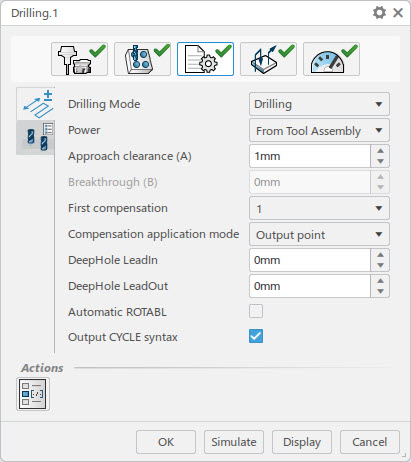 Drilling.1
Drilling Mode Drilling
Power From Tool Assembly
Approach clearance (A) 1mm
Breakthrough (B) 0mm
First compensation 1
Compensation application mode Output point
DeepHole LeadIn 0mm
DeepHole LeadOut 0mm
Automatic ROTABL
Output CYCLE syntax
Actions
OK Simulate Display Cancel